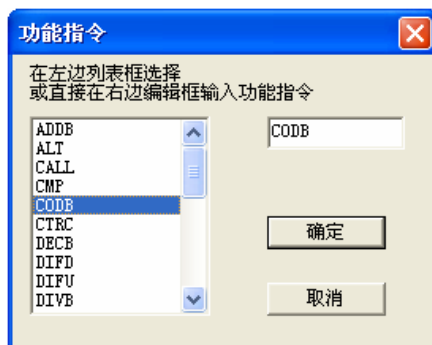 功能指令
在左边列表框选择
或直接在右边编辑框输入功能指令
ADDB
ALT
CALL
CMP
CODB
CTRC
DECB
DIFD
DIFU
DIVB
CODB
确定
取消